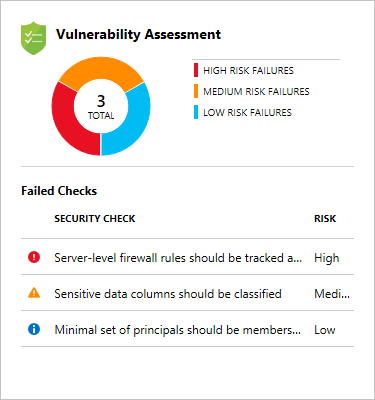 Vulnerability Assessment
3
TOTAL
HIGH RISK FAILURES
MEDIUM RISK FAILURES
LOW RISK FAILURES
Failed Checks
SECURITY CHECK RISK
Server-level firewall rules should be tracked a... High
Sensitive data columns should be classified Medi...
Minimal set of principals should be members... Low